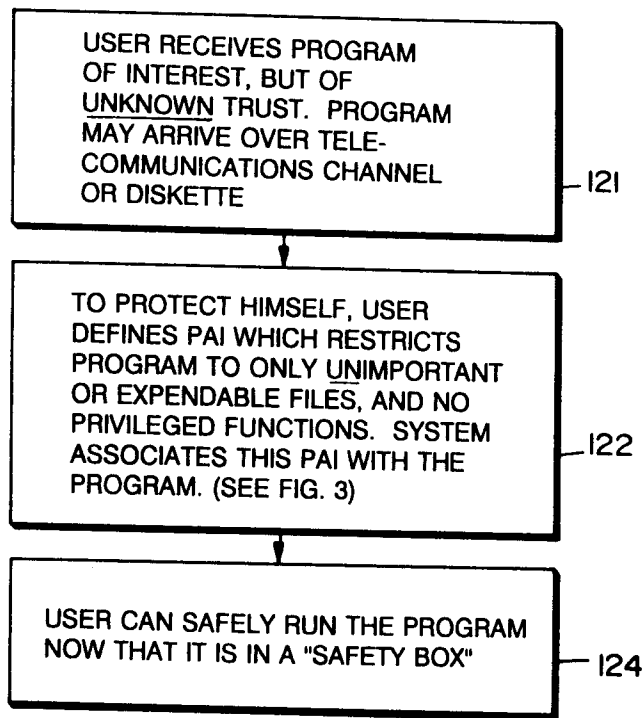 USER RECEIVES PROGRAM
OF INTEREST, BUT OF
UNKNOWN TRUST. PROGRAM
MAY ARRIVE OVER TELE-
COMMUNICATIONS CHANNEL
OR DISKETTE
121
TO PROTECT HIMSELF, USER
DEFINES PAI WHICH RESTRICTS
PROGRAM TO ONLY UNIMPORTANT
OR EXPENDABLE FILES, AND NO
PRIVILEGED FUNCTIONS. SYSTEM
ASSOCIATES THIS PAI WITH THE
PROGRAM. (SEE FIG. 3)
122
USER CAN SAFELY RUN THE PROGRAM
NOW THAT IT IS IN A "SAFETY BOX"
124